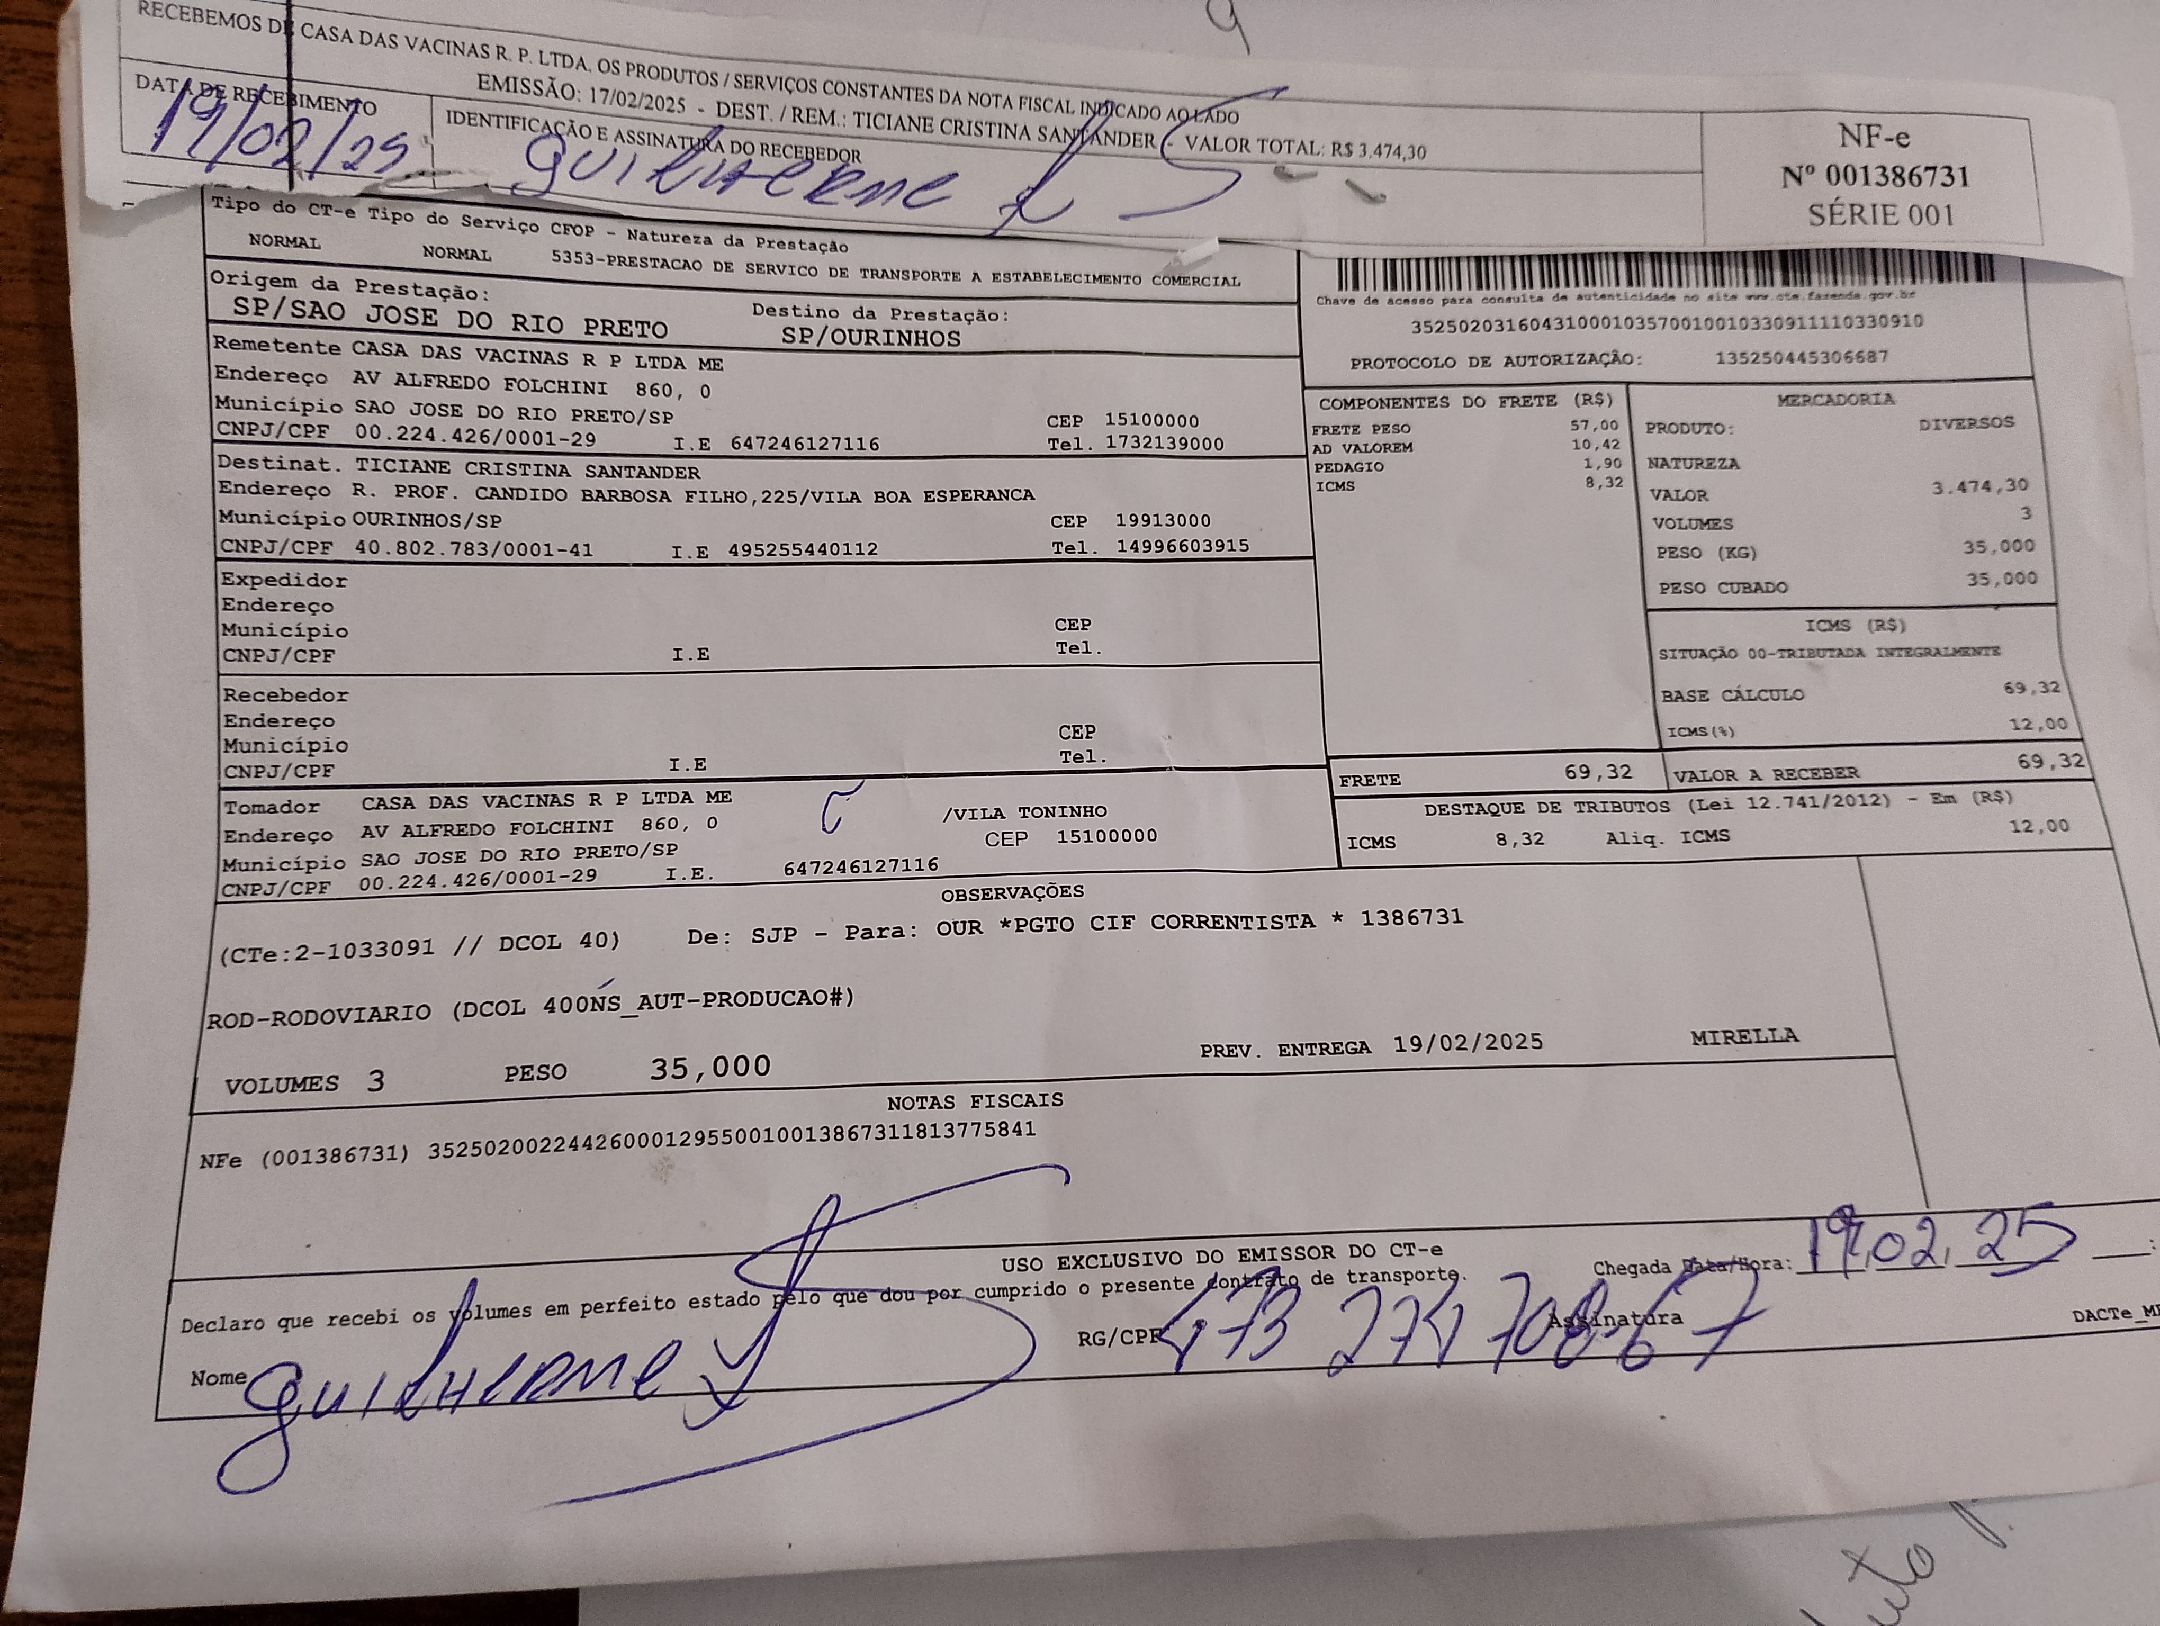 RECEBEMOS DE CASA DAS VACINAS R. P. LTDA. OS PRODUTOS / SERVIÇOS CONSTANTES DA NOTA FISCAL INDICADO AO LADO
EMISSÃO: 17/02/2025 - DEST. / REM.: TICIANE CRISTINA SANTANDER - VALOR TOTAL: R$ 3.474,30
DATA DE RECEBIMENTO
19/02/25
IDENTIFICAÇÃO E ASSINATURA DO RECEBEDOR
GUILHERME
NF-e
Nº 001386731
SÉRIE 001
Tipo do CT-e Tipo do Serviço CFOP - Natureza da Prestação
NORMAL NORMAL 5353-PRESTACAO DE SERVICO DE TRANSPORTE A ESTABELECIMENTO COMERCIAL
Origem da Prestação: Destino da Prestação:
SP/SAO JOSE DO RIO PRETO SP/OURINHOS
Remetente CASA DAS VACINAS R P LTDA ME
Endereço AV ALFREDO FOLCHINI 860, 0
Município SAO JOSE DO RIO PRETO/SP CEP 15100000
CNPJ/CPF 00.224.426/0001-29 I.E 647246127116 Tel. 1732139000
Destinat. TICIANE CRISTINA SANTANDER
Endereço R. PROF. CANDIDO BARBOSA FILHO,225/VILA BOA ESPERANCA
Município OURINHOS/SP CEP 19913000
CNPJ/CPF 40.802.783/0001-41 I.E 495255440112 Tel. 14996603915
Expedidor
Endereço
Município CEP
CNPJ/CPF I.E Tel.
Recebedor
Endereço
Município CEP
CNPJ/CPF I.E Tel.
Tomador CASA DAS VACINAS R P LTDA ME
Endereço AV ALFREDO FOLCHINI 860, 0 /VILA TONINHO
Município SAO JOSE DO RIO PRETO/SP CEP 15100000
CNPJ/CPF 00.224.426/0001-29 I.E. 647246127116
Chave de acesso para consulta de autenticidade no site www.cte.fazenda.gov.br
35250203160431000103570010010330911110330910
PROTOCOLO DE AUTORIZAÇÃO: 135250445306687
COMPONENTES DO FRETE (R$)
FRETE PESO 57,00
AD VALOREM 10,42
PEDAGIO 1,90
ICMS 8,32
MERCADORIA
PRODUTO: DIVERSOS
NATUREZA
VALOR 3.474,30
VOLUMES 3
PESO (KG) 35,000
PESO CUBADO 35,000
ICMS (R$)
SITUAÇÃO 00-TRIBUTADA INTEGRALMENTE
BASE CÁLCULO 69,32
ICMS(%) 12,00
FRETE 69,32 VALOR A RECEBER 69,32
DESTAQUE DE TRIBUTOS (Lei 12.741/2012) - Em (R$)
ICMS 8,32 Aliq. ICMS 12,00
OBSERVAÇÕES
(CTe:2-1033091 // DCOL 40) De: SJP - Para: OUR *PGTO CIF CORRENTISTA * 1386731
ROD-RODOVIARIO (DCOL 400NS_AUT-PRODUCAO#)
VOLUMES 3 PESO 35,000 PREV. ENTREGA 19/02/2025 MIRELLA
NOTAS FISCAIS
NFe (001386731) 35250200224426000129550010013867311813775841
USO EXCLUSIVO DO EMISSOR DO CT-e
Declaro que recebi os volumes em perfeito estado pelo que dou por cumprido o presente contrato de transporte.
Chegada Data/Hora: 19.02.25 :
Nome GUILHERME
RG/CPF
Assinatura
DACTe_M